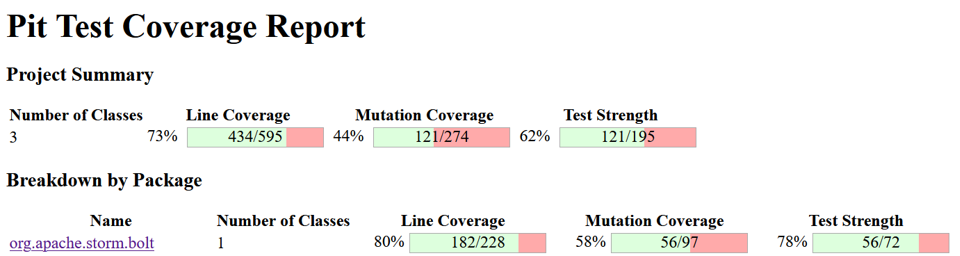 Pit Test Coverage Report
Project Summary
Number of Classes Line Coverage Mutation Coverage Test Strength
3 73% 434/595 44% 121/274 62% 121/195
Breakdown by Package
Name Number of Classes Line Coverage Mutation Coverage Test Strength
org.apache.storm.bolt 1 80% 182/228 58% 56/97 78% 56/72